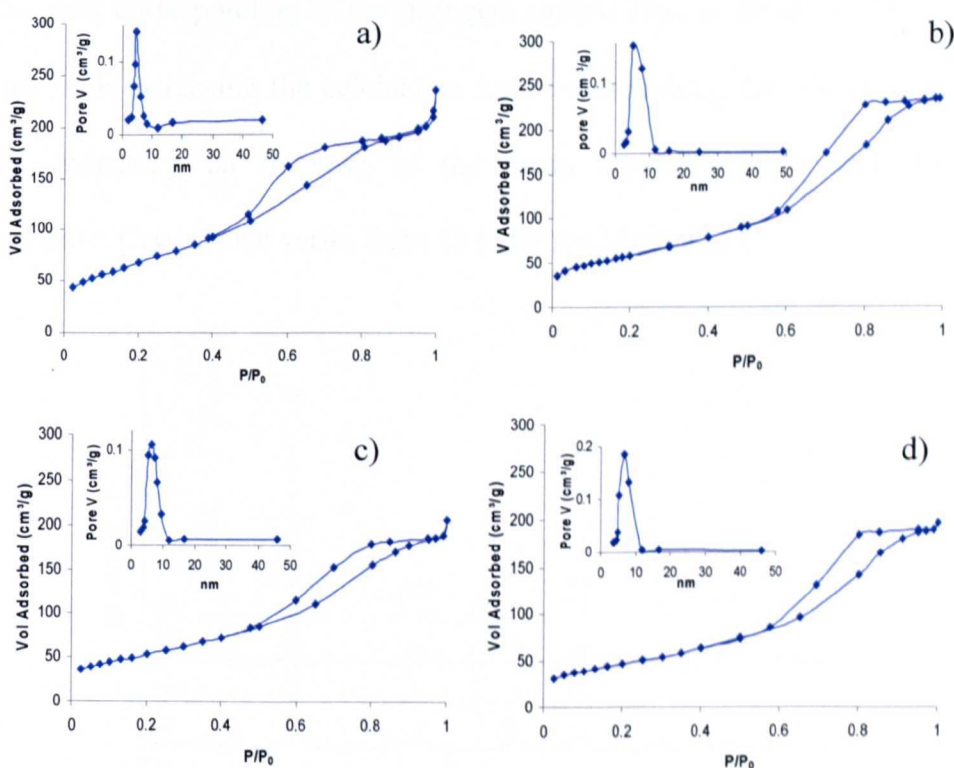 a)
300
250
200
150
100
50
0
Vol Adsorbed (cm³/g)
0 0.2 0.4 0.6 0.8 1
P/P₀
0.1
0
Pore V (cm³/g)
0 10 20 30 40 50
nm
b)
300
250
200
150
100
50
0
V Adsorbed (cm³/g)
0 0.2 0.4 0.6 0.8 1
P/P₀
0.1
0
pore V (cm³/g)
0 10 20 30 40 50
nm
c)
300
250
200
150
100
50
0
Vol Adsorbed (cm³/g)
0 0.2 0.4 0.6 0.8 1
P/P₀
0.1
0
Pore V (cm³/g)
0 10 20 30 40 50
nm
d)
300
250
200
150
100
50
0
Vol Adsorbed (cm³/g)
0 0.2 0.4 0.6 0.8 1
P/P₀
0.2
0.1
0
Pore V (cm³/g)
0 10 20 30 40 50
nm